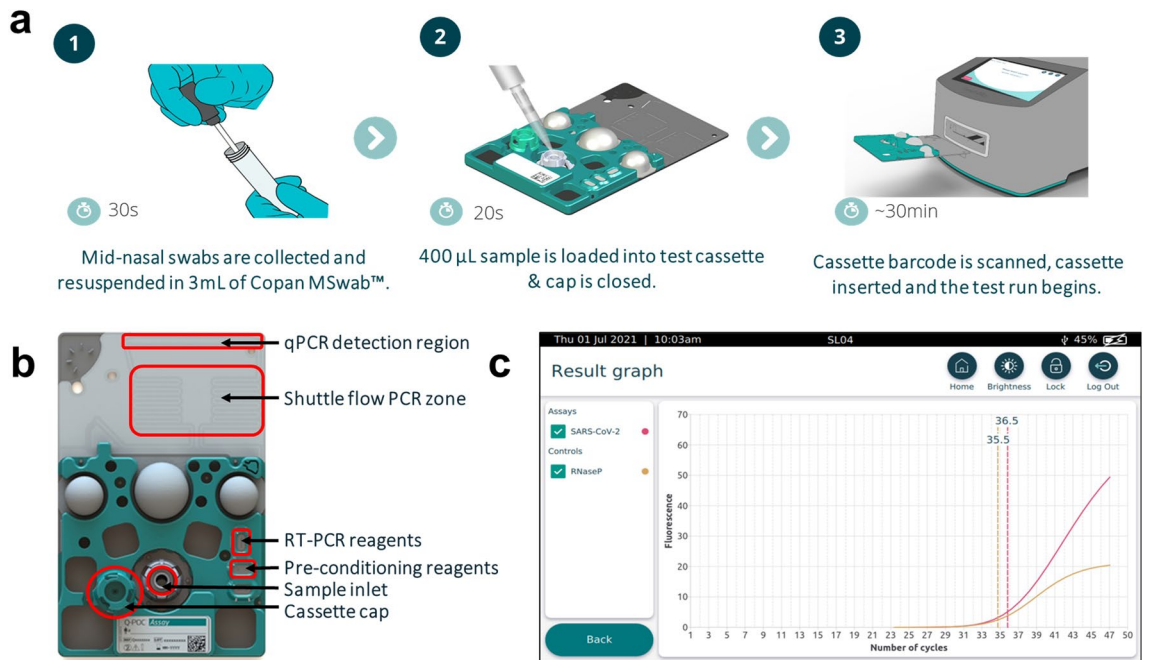 a
1
2
3
30s
20s
~30min
Mid-nasal swabs are collected and
resuspended in 3mL of Copan MSwab™.
400 µL sample is loaded into test cassette
& cap is closed.
Cassette barcode is scanned, cassette
inserted and the test run begins.
b
qPCR detection region
Shuttle flow PCR zone
RT-PCR reagents
Pre-conditioning reagents
Sample inlet
Cassette cap
Q-POC Assay
c
Thu 01 Jul 2021 | 10:03am
SL04
45%
Result graph
Home
Brightness
Lock
Log Out
Assays
SARS-CoV-2
Controls
RNaseP
Back
Fluorescence
70
60
50
40
30
20
10
0
36.5
35.5
1 3 5 7 9 11 13 15 17 19 21 23 25 27 29 31 33 35 37 39 41 43 45 47 50
Number of cycles